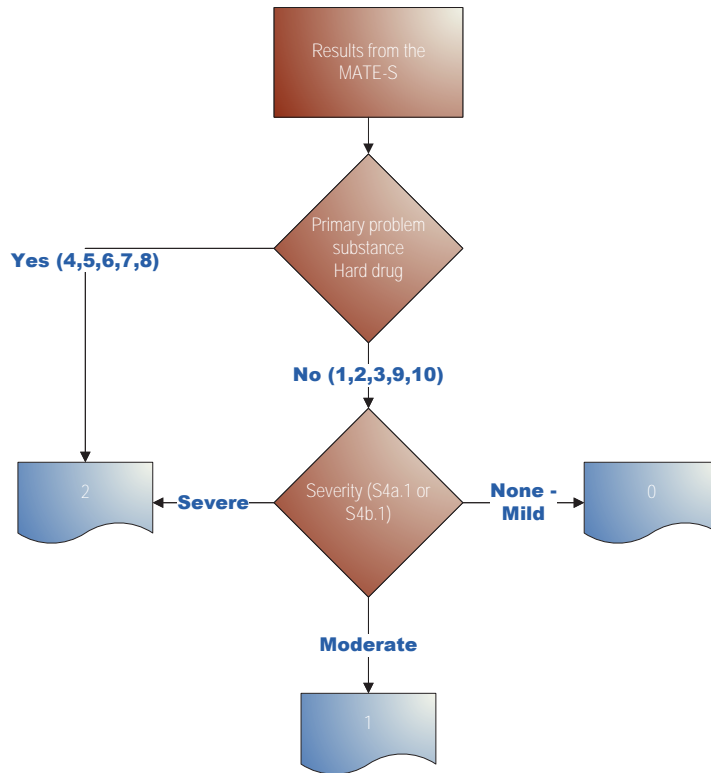 Results from the
MATE-S
Primary problem
substance
Hard drug
Yes (4,5,6,7,8)
No (1,2,3,9,10)
2
Severe
Severity (S4a.1 or
S4b.1)
None -
Mild
0
Moderate
1